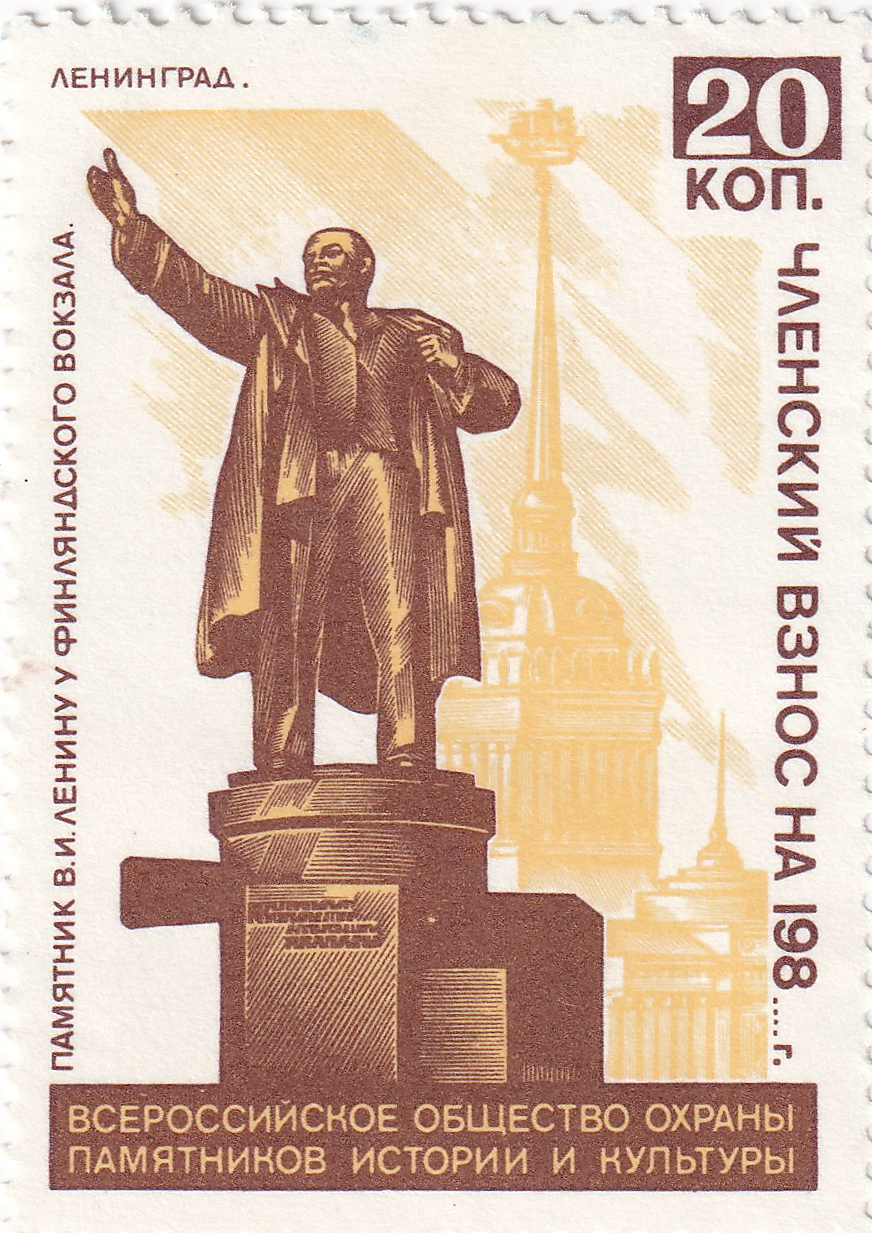 ЛЕНИНГРАД.
20
КОП.
ПАМЯТНИК В.И. ЛЕНИНУ У ФИНЛЯНДСКОГО ВОКЗАЛА.
ЧЛЕНСКИЙ ВЗНОС НА 198.....г.
ВСЕРОССИЙСКОЕ ОБЩЕСТВО ОХРАНЫ
ПАМЯТНИКОВ ИСТОРИИ И КУЛЬТУРЫ